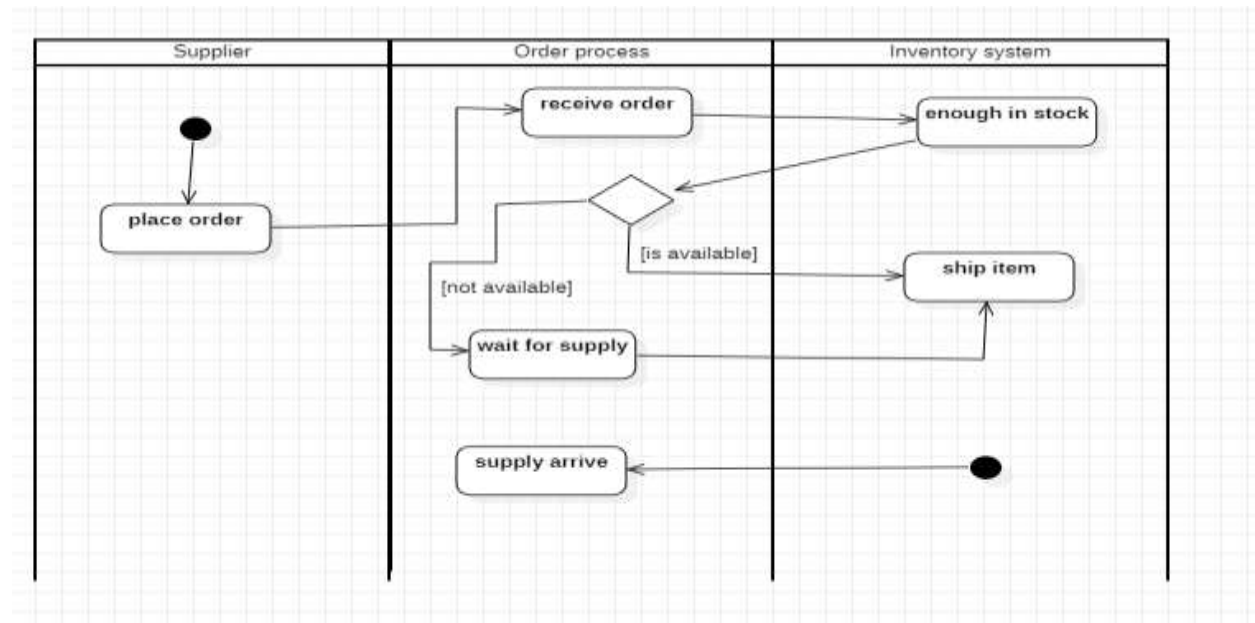 Supplier
Order process
Inventory system
receive order
enough in stock
place order
[is available]
ship item
[not available]
wait for supply
supply arrive